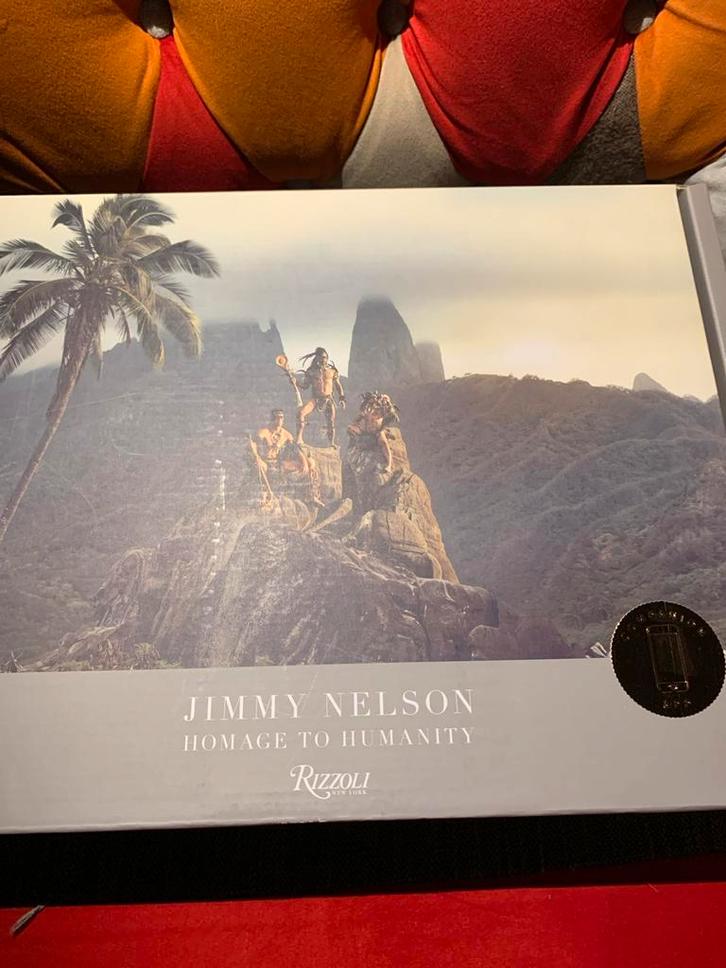 JIMMY NELSON
HOMAGE TO HUMANITY
RIZZOLI
NEW YORK